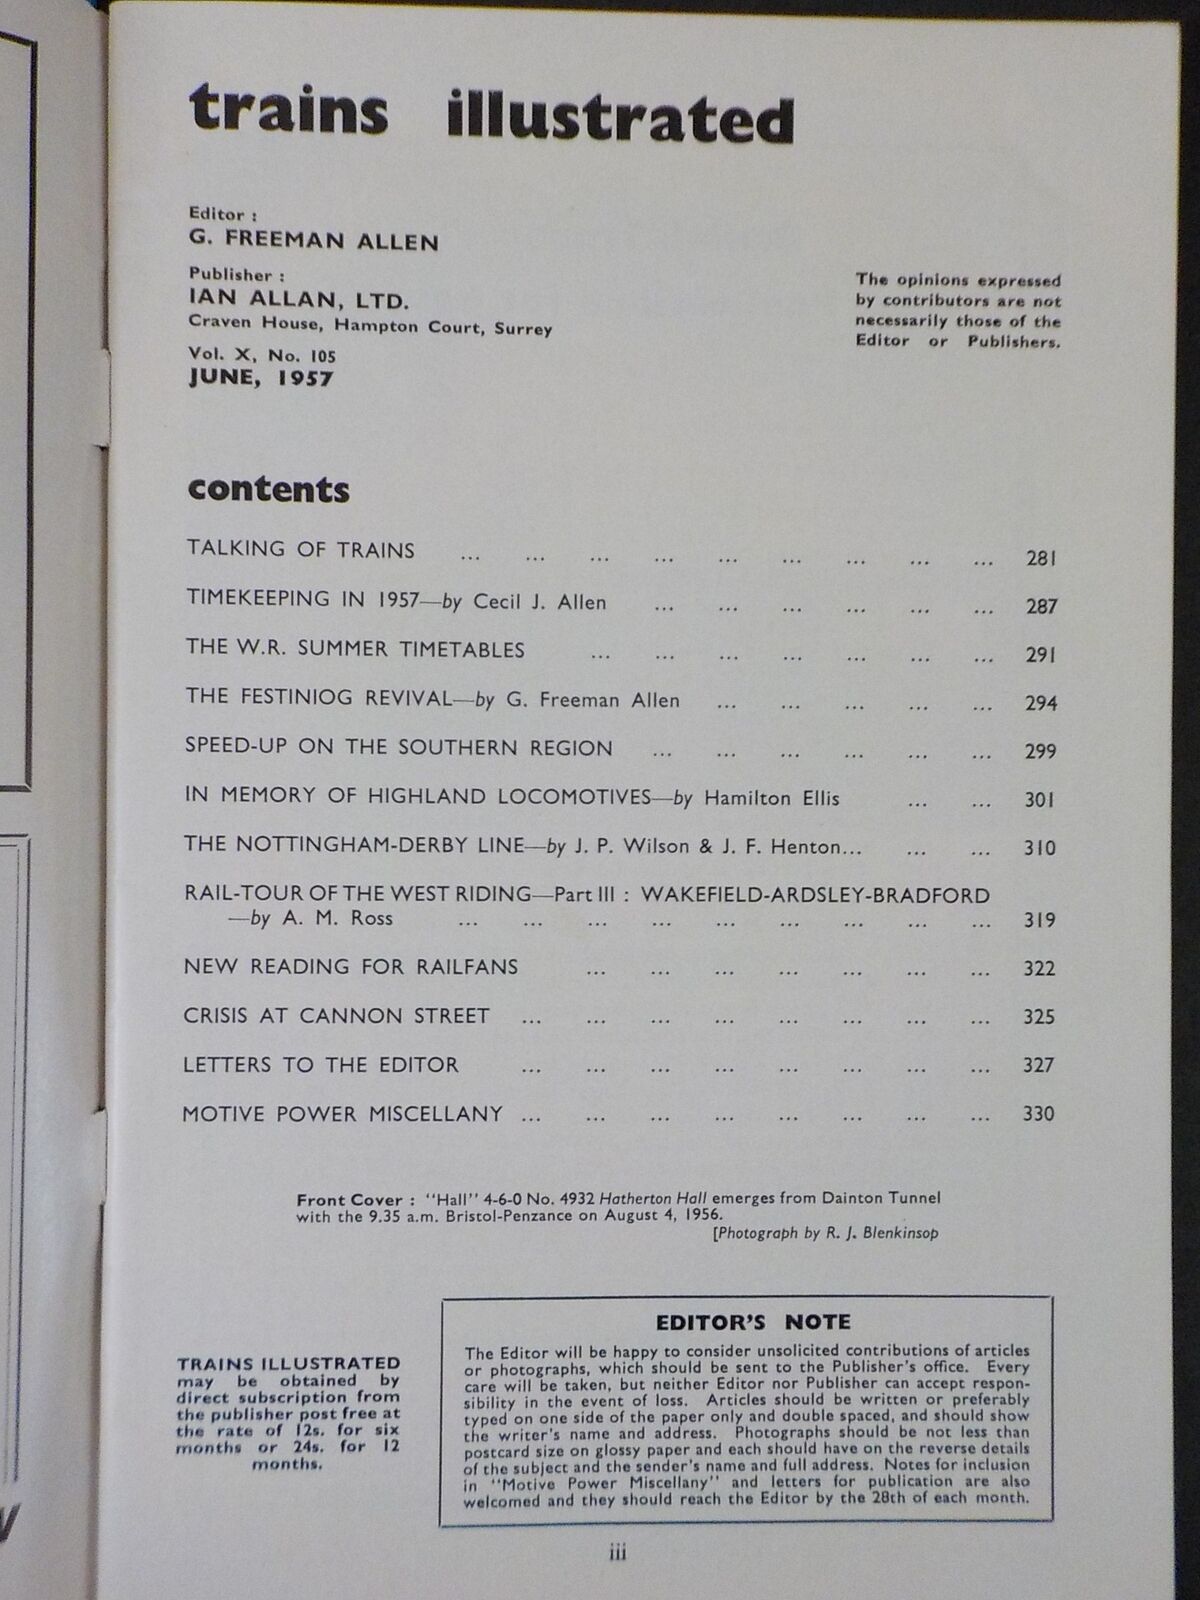 trains illustrated
Editor :
G. FREEMAN ALLEN
Publisher :
IAN ALLAN, LTD.
Craven House, Hampton Court, Surrey
Vol. X, No. 105
JUNE, 1957
The opinions expressed
by contributors are not
necessarily those of the
Editor or Publishers.
contents
TALKING OF TRAINS ... ... ... ... ... ... ... ... ... 281
TIMEKEEPING IN 1957—by Cecil J. Allen ... ... ... ... ... ... 287
THE W.R. SUMMER TIMETABLES ... ... ... ... ... ... ... 291
THE FESTINIOG REVIVAL—by G. Freeman Allen ... ... ... ... ... 294
SPEED-UP ON THE SOUTHERN REGION ... ... ... ... ... ... 299
IN MEMORY OF HIGHLAND LOCOMOTIVES—by Hamilton Ellis ... ... 301
THE NOTTINGHAM-DERBY LINE—by J. P. Wilson & J. F. Henton... ... ... 310
RAIL-TOUR OF THE WEST RIDING—Part III : WAKEFIELD-ARDSLEY-BRADFORD
—by A. M. Ross ... ... ... ... ... ... ... ... ... 319
NEW READING FOR RAILFANS ... ... ... ... ... ... ... 322
CRISIS AT CANNON STREET ... ... ... ... ... ... ... ... 325
LETTERS TO THE EDITOR ... ... ... ... ... ... ... ... 327
MOTIVE POWER MISCELLANY ... ... ... ... ... ... ... ... 330
Front Cover : "Hall" 4-6-0 No. 4932 Hatherton Hall emerges from Dainton Tunnel
with the 9.35 a.m. Bristol-Penzance on August 4, 1956.
[Photograph by R. J. Blenkinsop
TRAINS ILLUSTRATED
may be obtained by
direct subscription from
the publisher post free at
the rate of 12s. for six
months or 24s. for 12
months.
EDITOR'S NOTE
The Editor will be happy to consider unsolicited contributions of articles
or photographs, which should be sent to the Publisher's office. Every
care will be taken, but neither Editor nor Publisher can accept respon-
sibility in the event of loss. Articles should be written or preferably
typed on one side of the paper only and double spaced, and should show
the writer's name and address. Photographs should be not less than
postcard size on glossy paper and each should have on the reverse details
of the subject and the sender's name and full address. Notes for inclusion
in "Motive Power Miscellany" and letters for publication are also
welcomed and they should reach the Editor by the 28th of each month.
iii